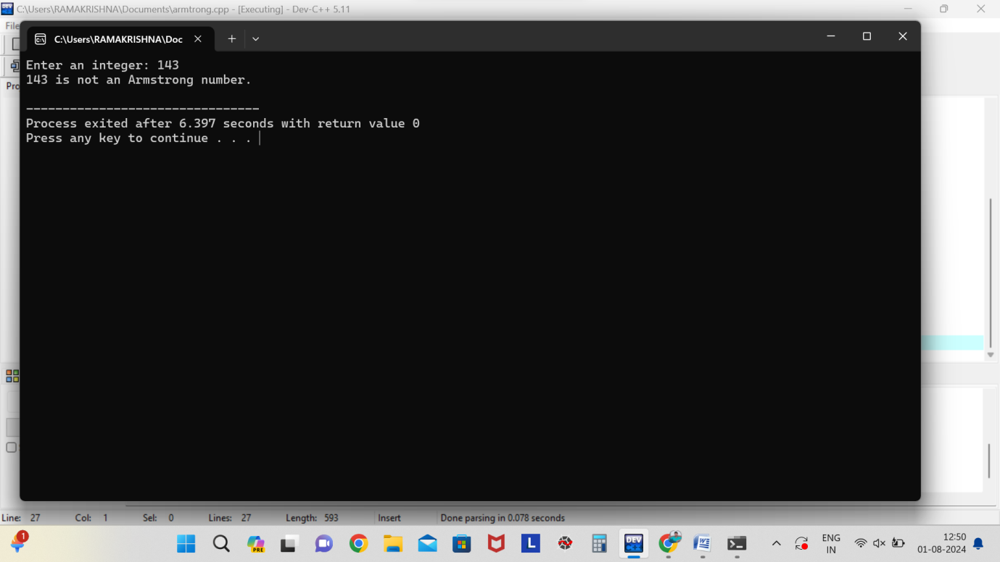 C:\Users\RAMAKRISHNA\Documents\armtrong.cpp - [Executing] - Dev-C++ 5.11
File
C:\Users\RAMAKRISHNA\Doc
Enter an integer: 143
143 is not an Armstrong number.
--------------------------------
Process exited after 6.397 seconds with return value 0
Press any key to continue . . .
Pro
Line: 27 Col: 1 Sel: 0 Lines: 27 Length: 593 Insert Done parsing in 0.078 seconds
1
PRE
L
DEV C++
W
ENG
IN
12:50
01-08-2024